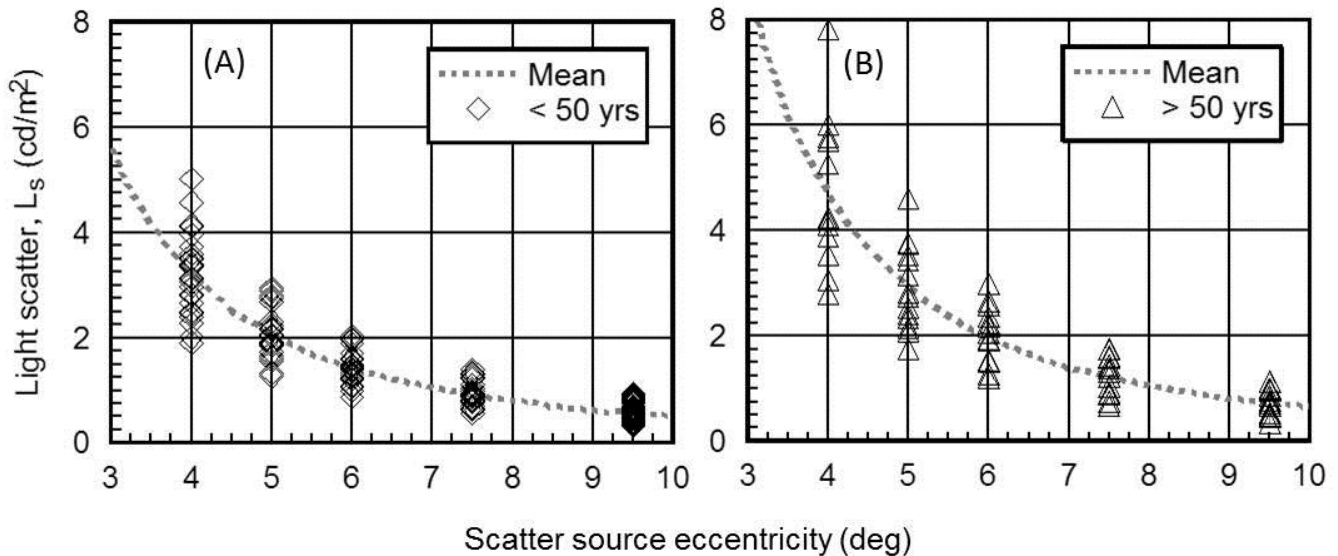 8
6
4
2
0
Light scatter, Ls (cd/m²)
(A)
Mean
< 50 yrs
3 4 5 6 7 8 9 10
8
6
4
2
0
(B)
Mean
> 50 yrs
3 4 5 6 7 8 9 10
Scatter source eccentricity (deg)